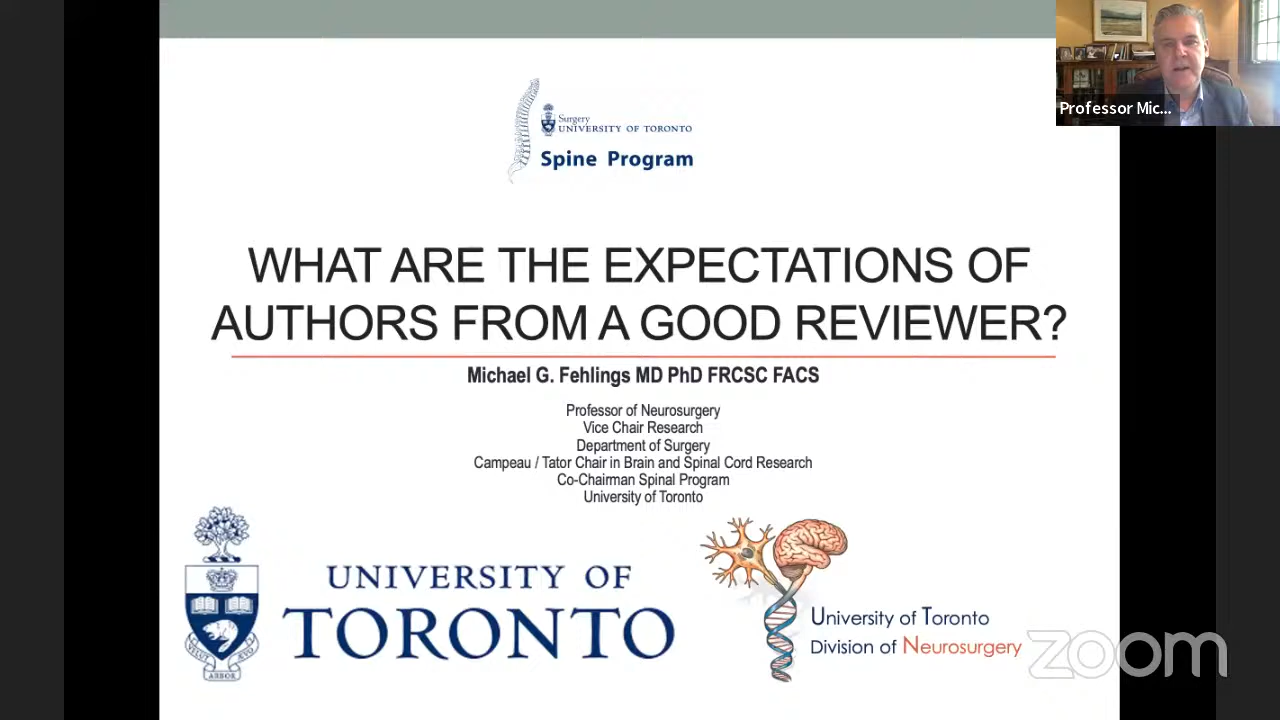 Professor Mic...
Surgery
UNIVERSITY OF TORONTO
Spine Program
WHAT ARE THE EXPECTATIONS OF
AUTHORS FROM A GOOD REVIEWER?
Michael G. Fehlings MD PhD FRCSC FACS
Professor of Neurosurgery
Vice Chair Research
Department of Surgery
Campeau / Tator Chair in Brain and Spinal Cord Research
Co-Chairman Spinal Program
University of Toronto
UNIVERSITY OF
TORONTO
VELUT ÆVO
ARBOR
University of Toronto
Division of Neurosurgery
zoom